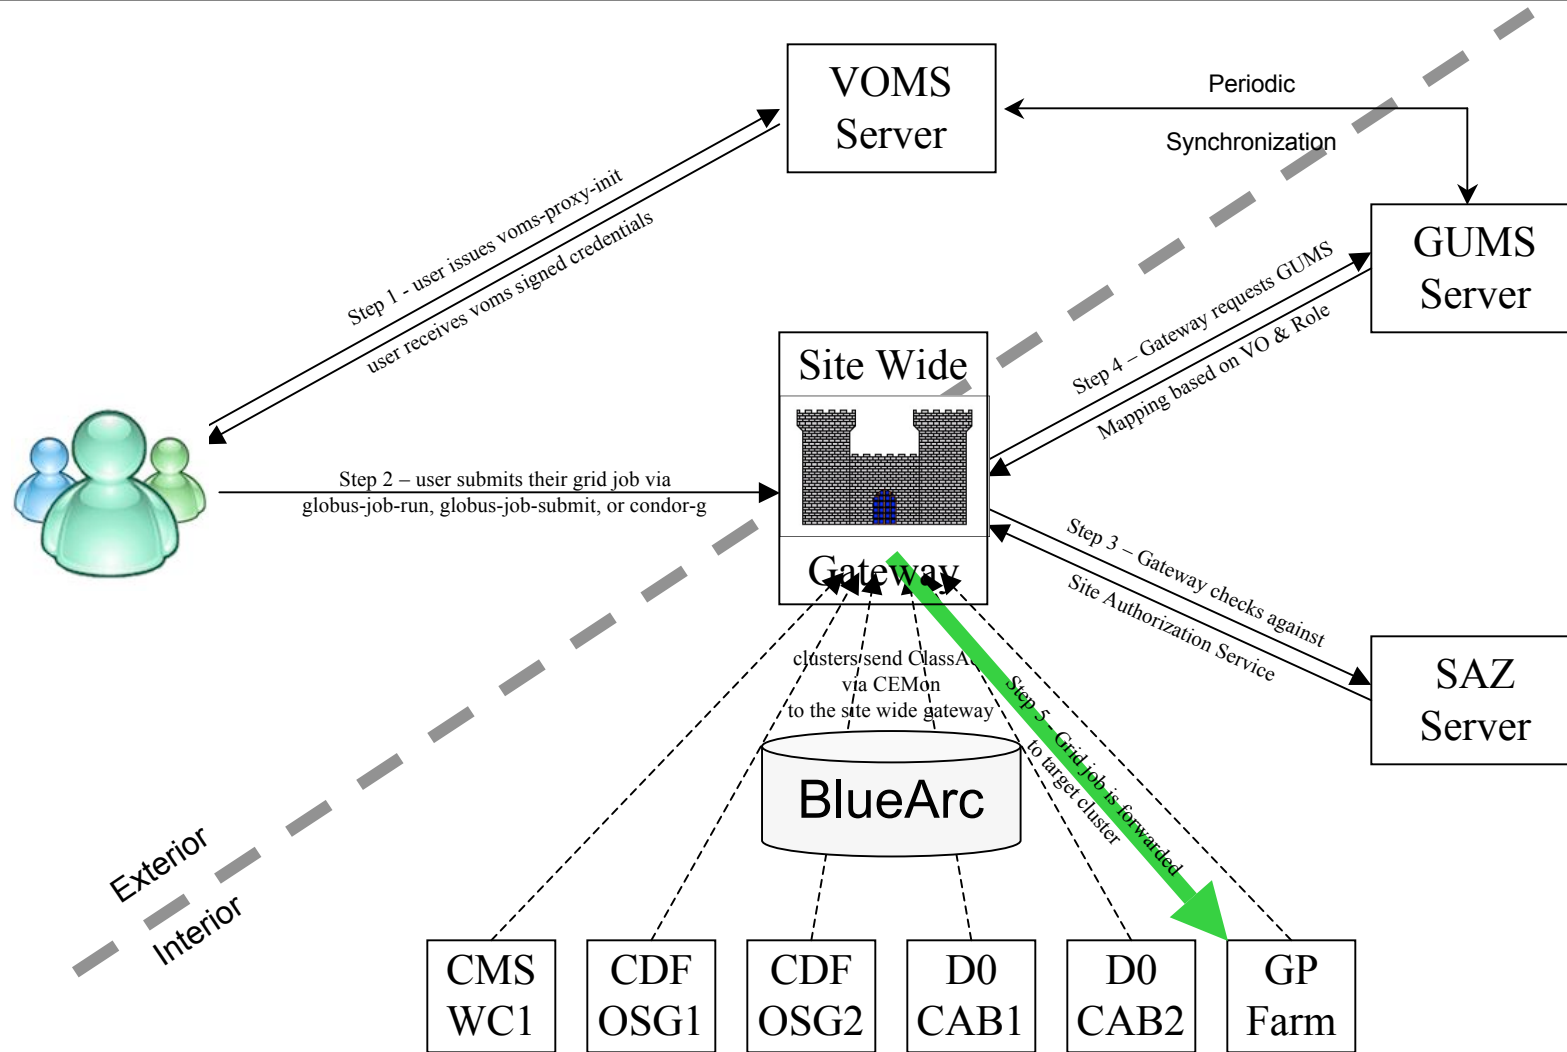 VOMS
Server
Periodic
Synchronization
GUMS
Server
Step 1 - user issues voms-proxy-init
user receives voms signed credentials
Step 4 – Gateway requests GUMS
Mapping based on VO & Role
Site Wide
Gateway
Step 2 – user submits their grid job via
globus-job-run, globus-job-submit, or condor-g
Step 3 – Gateway checks against
Site Authorization Service
SAZ
Server
clusters send ClassA
via CEMon
to the site wide gateway
Step 5 - Grid job is forwarded
to target cluster
BlueArc
Exterior
Interior
CMS
WC1
CDF
OSG1
CDF
OSG2
D0
CAB1
D0
CAB2
GP
Farm